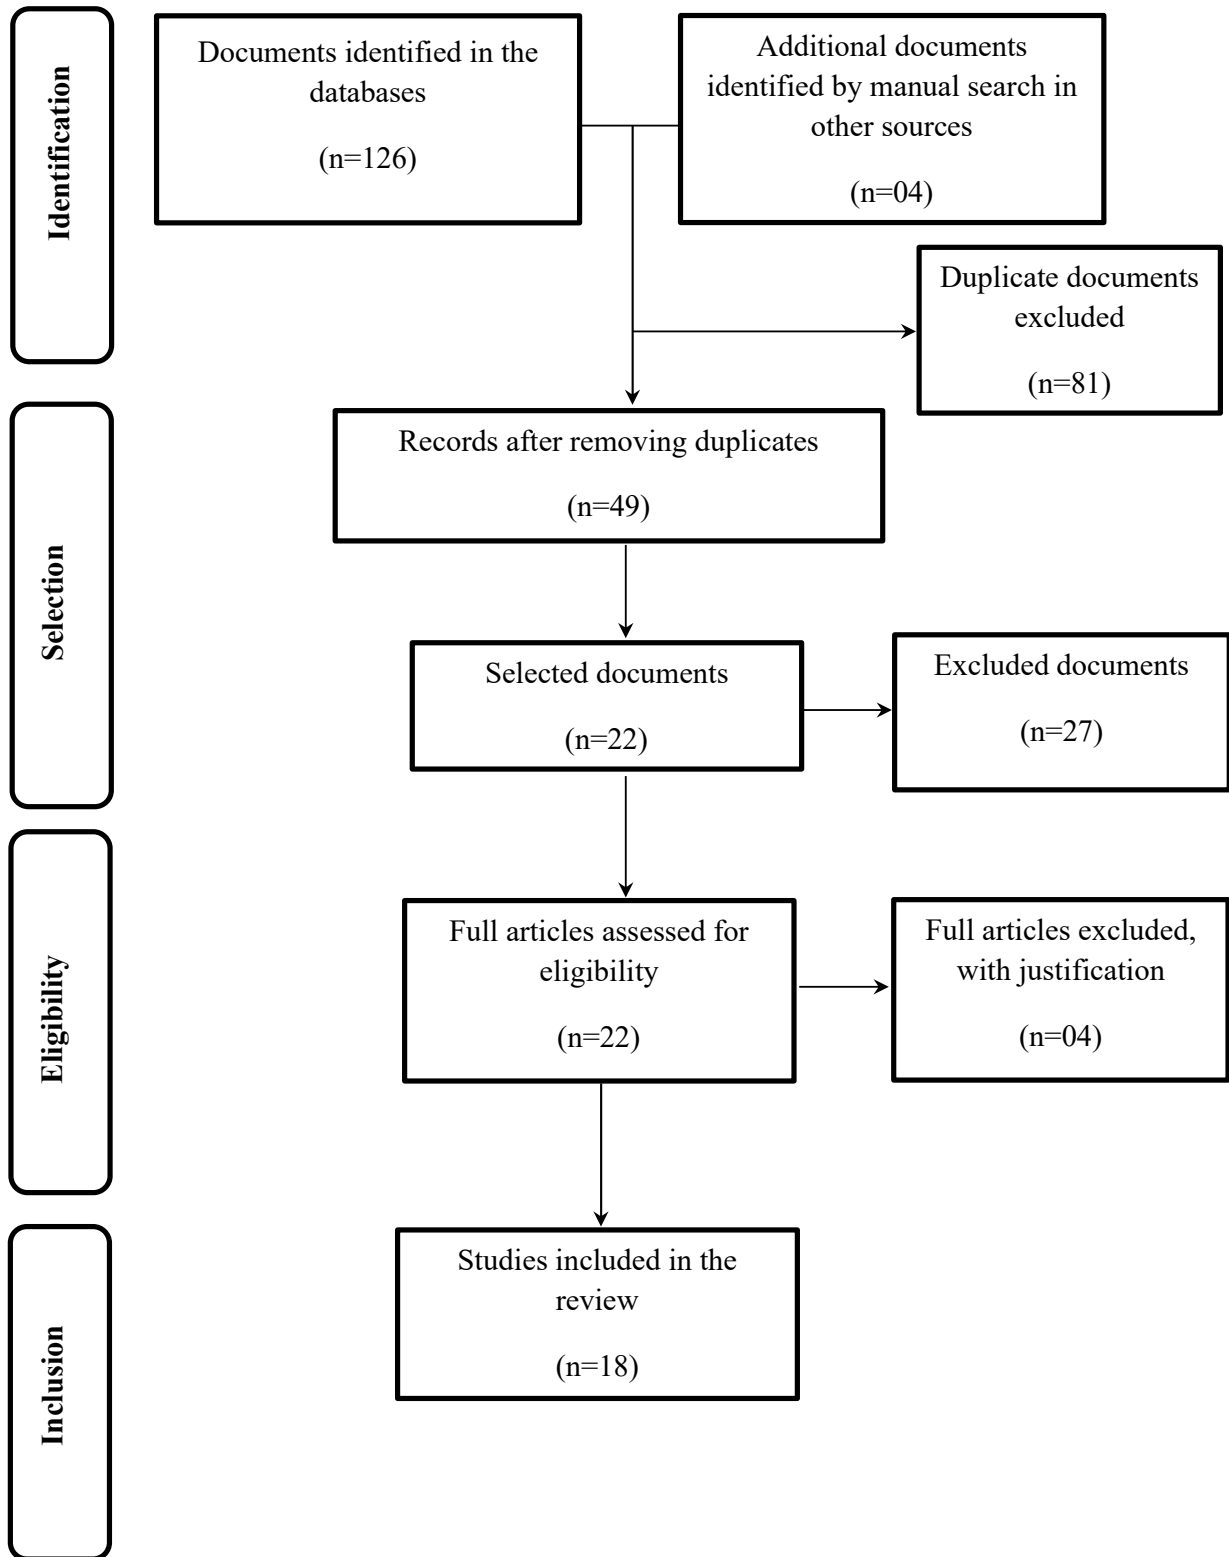 Identification
Documents identified in the
databases
(n=126)
Additional documents
identified by manual search in
other sources
(n=04)
Duplicate documents
excluded
(n=81)
Selection
Records after removing duplicates
(n=49)
Selected documents
(n=22)
Excluded documents
(n=27)
Eligibility
Full articles assessed for
eligibility
(n=22)
Full articles excluded,
with justification
(n=04)
Inclusion
Studies included in the
review
(n=18)